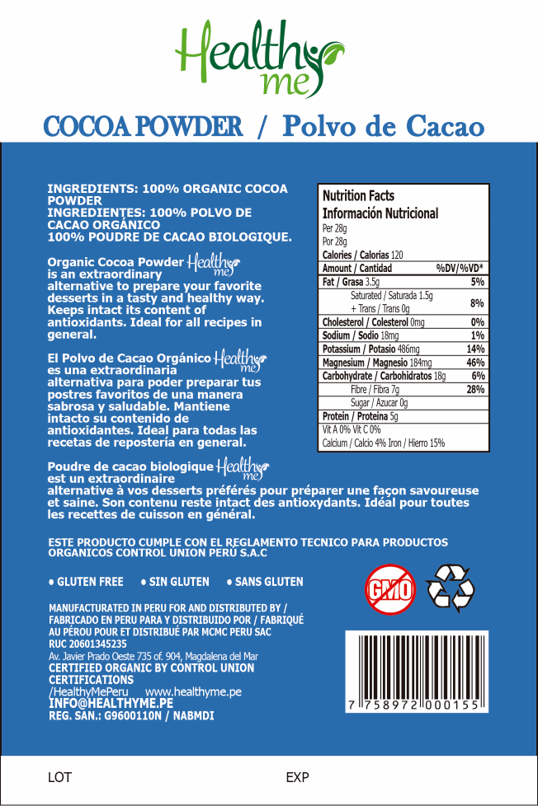 Healthy
me
COCOA POWDER / Polvo de Cacao
INGREDIENTS: 100% ORGANIC COCOA
POWDER
INGREDIENTES: 100% POLVO DE
CACAO ORGÁNICO
100% POUDRE DE CACAO BIOLOGIQUE.
Organic Cocoa Powder Healthy me
is an extraordinary
alternative to prepare your favorite
desserts in a tasty and healthy way.
Keeps intact its content of
antioxidants. Ideal for all recipes in
general.
El Polvo de Cacao Orgánico Healthy me
es una extraordinaria
alternativa para poder preparar tus
postres favoritos de una manera
sabrosa y saludable. Mantiene
intacto su contenido de
antioxidantes. Ideal para todas las
recetas de repostería en general.
Poudre de cacao biologique Healthy me
est un extraordinaire
alternative à vos desserts préférés pour préparer une façon savoureuse
et saine. Son contenu reste intact des antioxydants. Idéal pour toutes
les recettes de cuisson en général.
Nutrition Facts
Información Nutricional
Per 28g
Por 28g
Calories / Calorias 120
Amount / Cantidad %DV/%VD*
Fat / Grasa 3.5g 5%
Saturated / Saturada 1.5g
+ Trans / Trans 0g 8%
Cholesterol / Colesterol 0mg 0%
Sodium / Sodio 18mg 1%
Potassium / Potasio 486mg 14%
Magnesium / Magnesio 184mg 46%
Carbohydrate / Carbohidratos 18g 6%
Fibre / Fibra 7g 28%
Sugar / Azucar 0g
Protein / Proteina 5g
Vit A 0% Vit C 0%
Calcium / Calcio 4% Iron / Hierro 15%
ESTE PRODUCTO CUMPLE CON EL REGLAMENTO TECNICO PARA PRODUCTOS
ORGANICOS CONTROL UNION PERÚ S.A.C
• GLUTEN FREE • SIN GLUTEN • SANS GLUTEN
GMO
MANUFACTURATED IN PERU FOR AND DISTRIBUTED BY /
FABRICADO EN PERU PARA Y DISTRIBUIDO POR / FABRIQUÉ
AU PÉROU POUR ET DISTRIBUÉ PAR MCMC PERU SAC
RUC 20601345235
Av. Javier Prado Oeste 735 of. 904, Magdalena del Mar
CERTIFIED ORGANIC BY CONTROL UNION
CERTIFICATIONS
/HealthyMePeru www.healthyme.pe
INFO@HEALTHYME.PE
REG. SAN.: G9600110N / NABMDI
7 758972 000155
LOT EXP